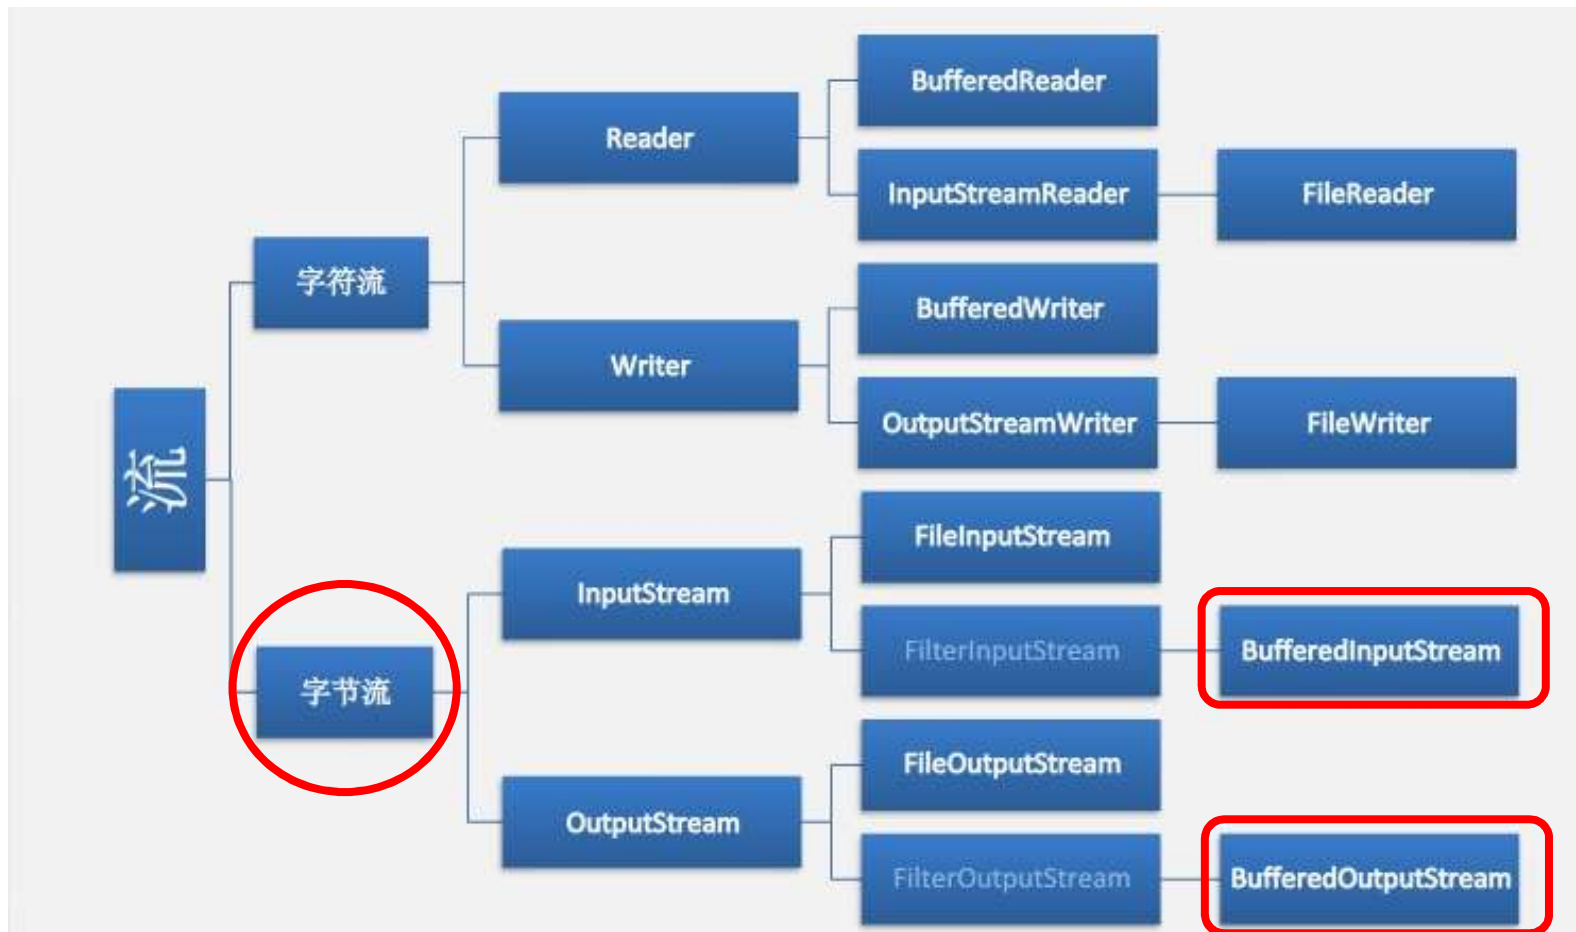 流
字符流
Reader
BufferedReader
InputStreamReader
FileReader
Writer
BufferedWriter
OutputStreamWriter
FileWriter
字节流
InputStream
FileInputStream
FilterInputStream
BufferedInputStream
OutputStream
FileOutputStream
FilterOutputStream
BufferedOutputStream